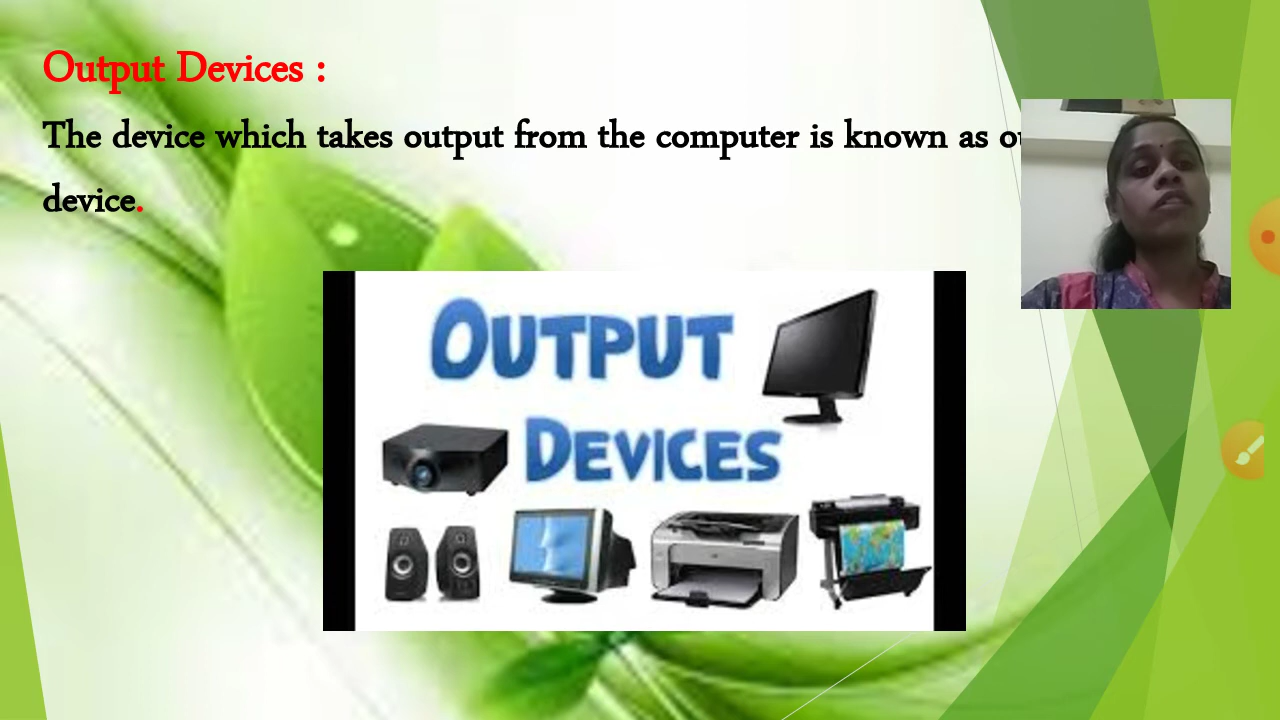 Output Devices :
The device which takes output from the computer is known as
device.
OUTPUT
DEVICES